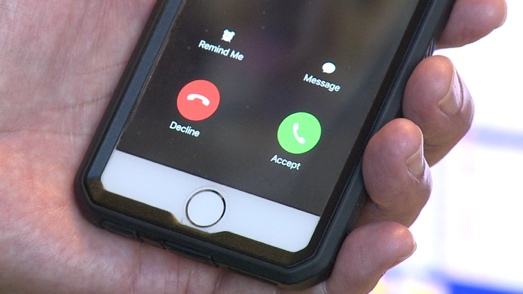 Remind Me
Message
Decline
Accept